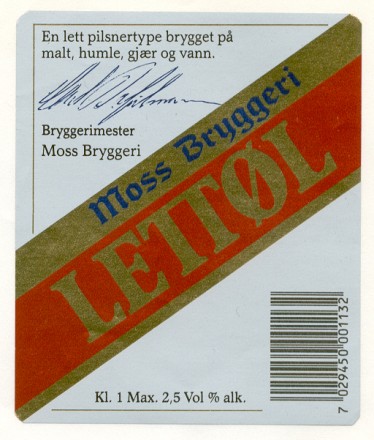 En lett pilsnertype brygget på
malt, humle, gjær og vann.
Bryggerimester
Moss Bryggeri
Moss Bryggeri
LETTØL
Kl. 1 Max. 2,5 Vol % alk.
7 029450 001132